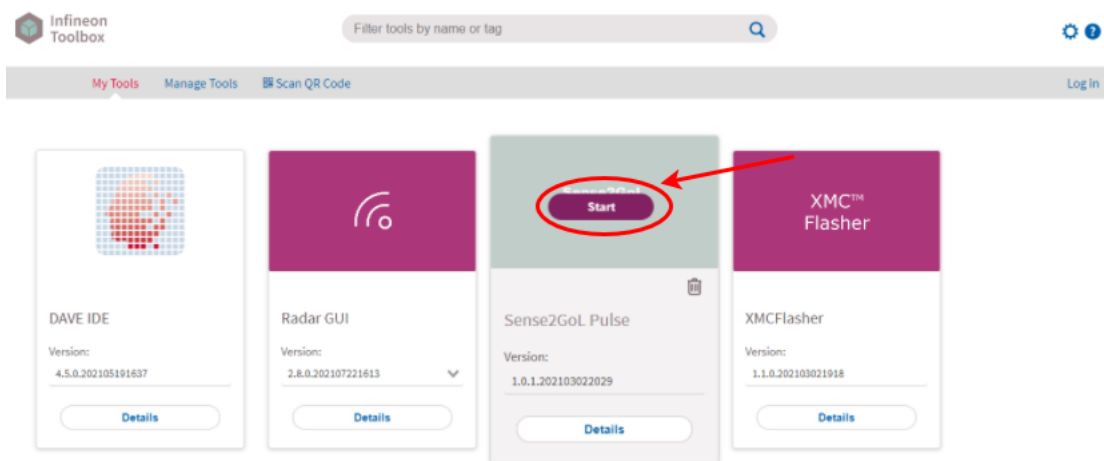 Infineon
Toolbox
Filter tools by name or tag
My Tools
Manage Tools
Scan QR Code
Log in
Start
XMC™
Flasher
DAVE IDE
Version:
4.5.0.202105191637
Details
Radar GUI
Version:
2.8.0.202107221613
Details
Sense2GoL Pulse
Version:
1.0.1.202103022029
Details
XMCFlasher
Version:
1.1.0.202103021918
Details